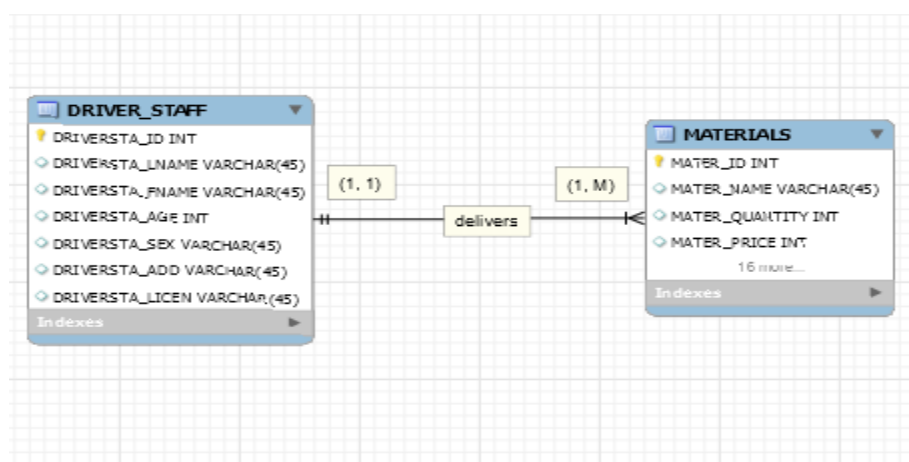 DRIVER_STAFF
DRIVERSTA_ID INT
DRIVERSTA_LNAME VARCHAR(45)
DRIVERSTA_FNAME VARCHAR(45)
DRIVERSTA_AGE INT
DRIVERSTA_SEX VARCHAR(45)
DRIVERSTA_ADD VARCHAR(45)
DRIVERSTA_LICEN VARCHAR(45)
Indexes
(1, 1)
delivers
(1, M)
MATERIALS
MATER_ID INT
MATER_NAME VARCHAR(45)
MATER_QUANTITY INT
MATER_PRICE INT
16 more...
Indexes